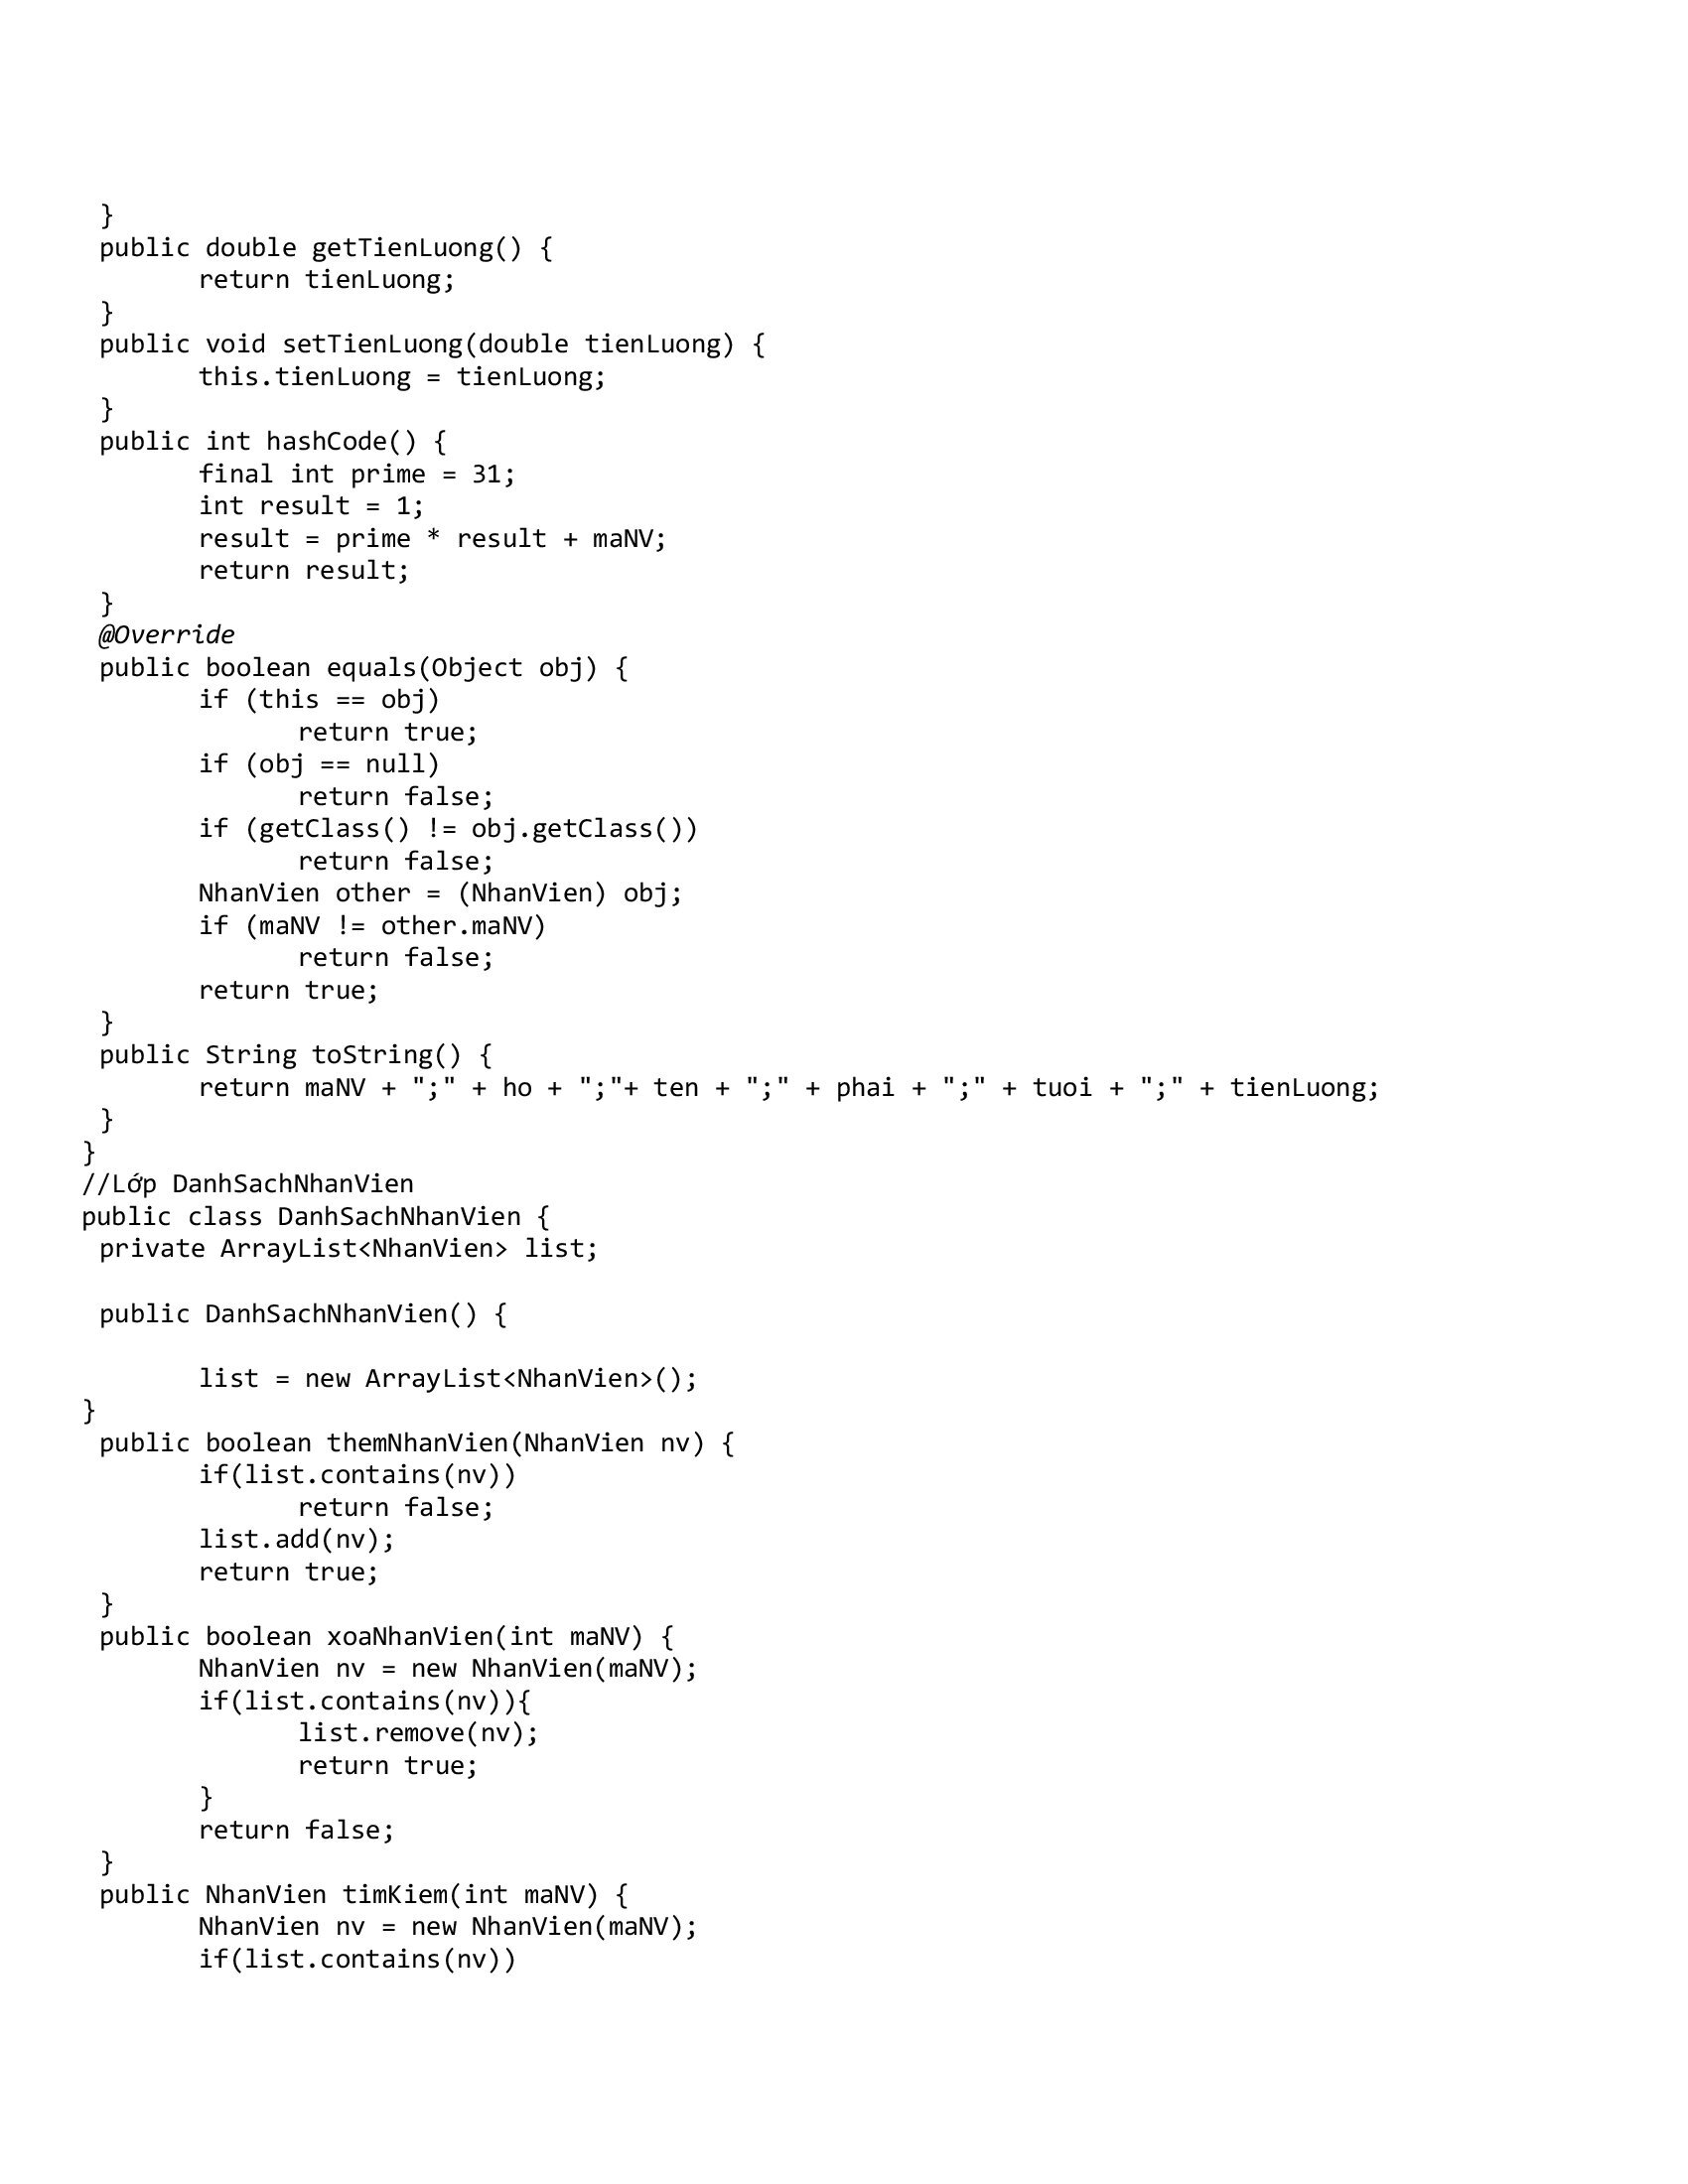 }
public double getTienLuong() {
return tienLuong;
}
public void setTienLuong(double tienLuong) {
this.tienLuong = tienLuong;
}
public int hashCode() {
final int prime = 31;
int result = 1;
result = prime * result + maNV;
return result;
}
@Override
public boolean equals(Object obj) {
if (this == obj)
return true;
if (obj == null)
return false;
if (getClass() != obj.getClass())
return false;
NhanVien other = (NhanVien) obj;
if (maNV != other.maNV)
return false;
return true;
}
public String toString() {
return maNV + ";" + ho + ";"+ ten + ";" + phai + ";" + tuoi + ";" + tienLuong;
}
}
//Lớp DanhSachNhanVien
public class DanhSachNhanVien {
private ArrayList<NhanVien> list;
public DanhSachNhanVien() {
list = new ArrayList<NhanVien>();
}
public boolean themNhanVien(NhanVien nv) {
if(list.contains(nv))
return false;
list.add(nv);
return true;
}
public boolean xoaNhanVien(int maNV) {
NhanVien nv = new NhanVien(maNV);
if(list.contains(nv)){
list.remove(nv);
return true;
}
return false;
}
public NhanVien timKiem(int maNV) {
NhanVien nv = new NhanVien(maNV);
if(list.contains(nv))